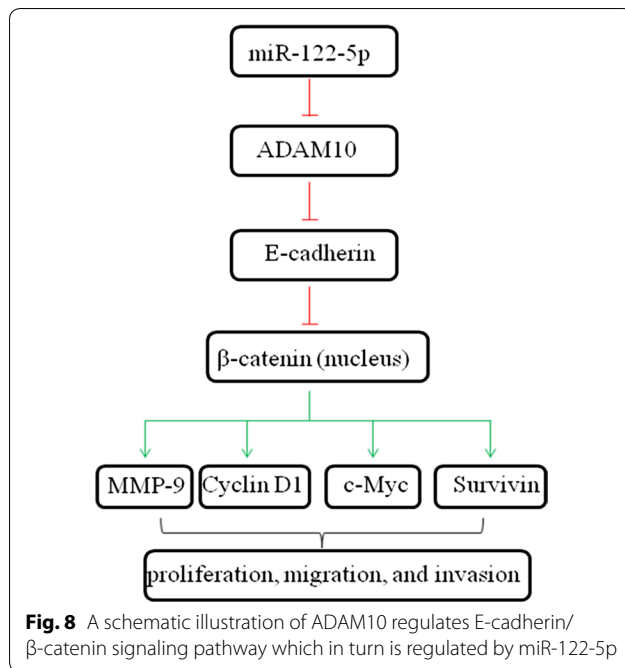 miR-122-5p
ADAM10
E-cadherin
β-catenin (nucleus)
MMP-9 Cyclin D1 c-Myc Survivin
proliferation, migration, and invasion
Fig. 8 A schematic illustration of ADAM10 regulates E-cadherin/
β-catenin signaling pathway which in turn is regulated by miR-122-5p